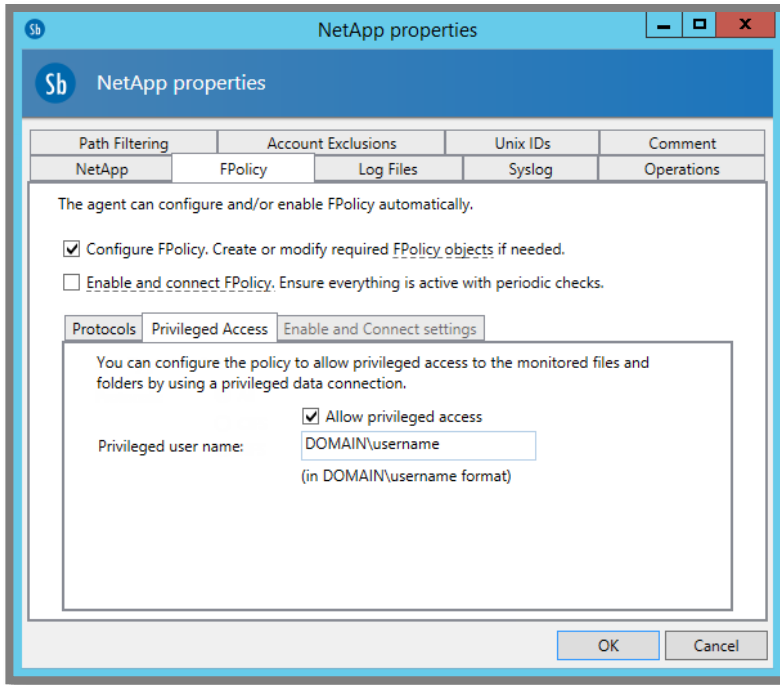 Sb
NetApp properties
X
Sb
NetApp properties
Path Filtering
Account Exclusions
Unix IDs
Comment
NetApp
FPolicy
Log Files
Syslog
Operations
The agent can configure and/or enable FPolicy automatically.
Configure FPolicy. Create or modify required FPolicy objects if needed.
Enable and connect FPolicy. Ensure everything is active with periodic checks.
Protocols
Privileged Access
Enable and Connect settings
You can configure the policy to allow privileged access to the monitored files and
folders by using a privileged data connection.
Allow privileged access
Privileged user name:
DOMAIN\username
(in DOMAIN\username format)
OK
Cancel